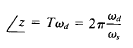 ∠z = Tω_d = 2π ω_d/ω_s